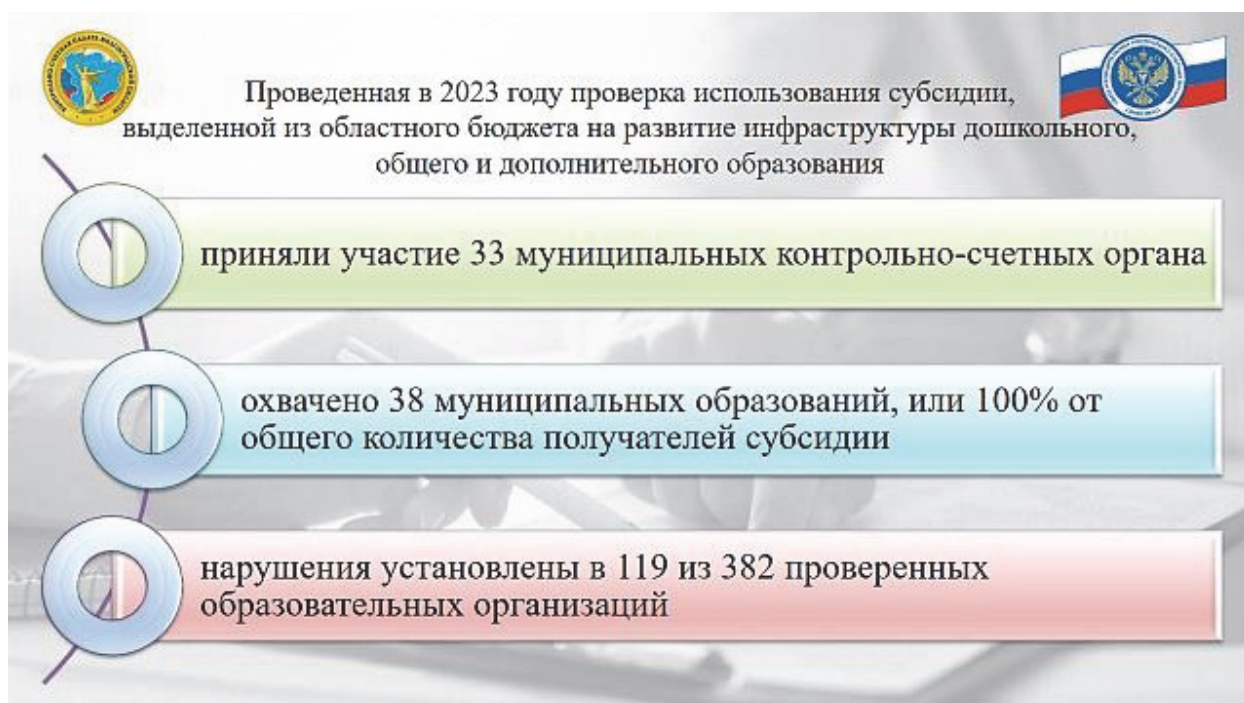 Проведенная в 2023 году проверка использования субсидии,
выделенной из областного бюджета на развитие инфраструктуры дошкольного,
общего и дополнительного образования
приняли участие 33 муниципальных контрольно-счетных органа
охвачено 38 муниципальных образований, или 100% от
общего количества получателей субсидии
нарушения установлены в 119 из 382 проверенных
образовательных организаций